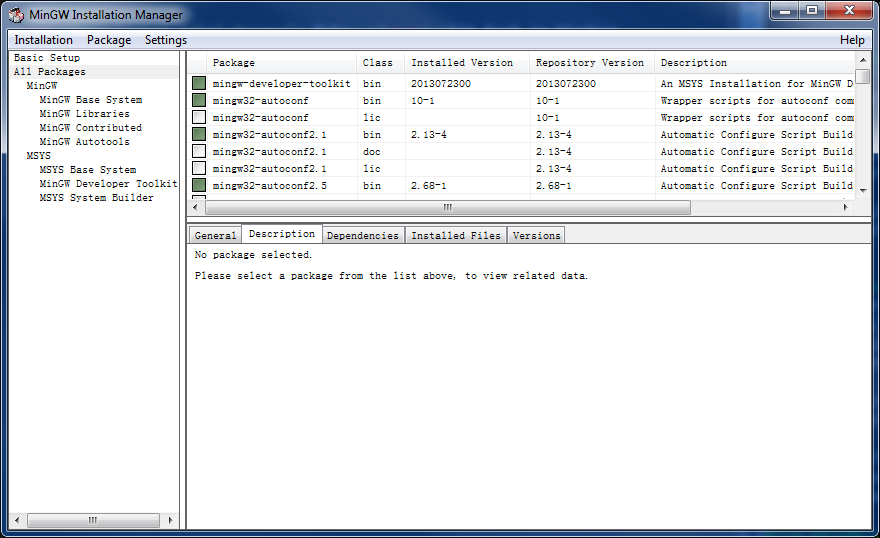 MinGW Installation Manager
Installation Package Settings Help
Basic Setup
All Packages
MinGW
MinGW Base System
MinGW Libraries
MinGW Contributed
MinGW Autotools
MSYS
MSYS Base System
MinGW Developer Toolkit
MSYS System Builder
Package Class Installed Version Repository Version Description
mingw-developer-toolkit bin 2013072300 2013072300 An MSYS Installation for MinGW D
mingw32-autoconf bin 10-1 10-1 Wrapper scripts for autoconf com
mingw32-autoconf lic 10-1 Wrapper scripts for autoconf com
mingw32-autoconf2.1 bin 2.13-4 2.13-4 Automatic Configure Script Build
mingw32-autoconf2.1 doc 2.13-4 Automatic Configure Script Build
mingw32-autoconf2.1 lic 2.13-4 Automatic Configure Script Build
mingw32-autoconf2.5 bin 2.68-1 2.68-1 Automatic Configure Script Build
General Description Dependencies Installed Files Versions
No package selected.
Please select a package from the list above, to view related data.